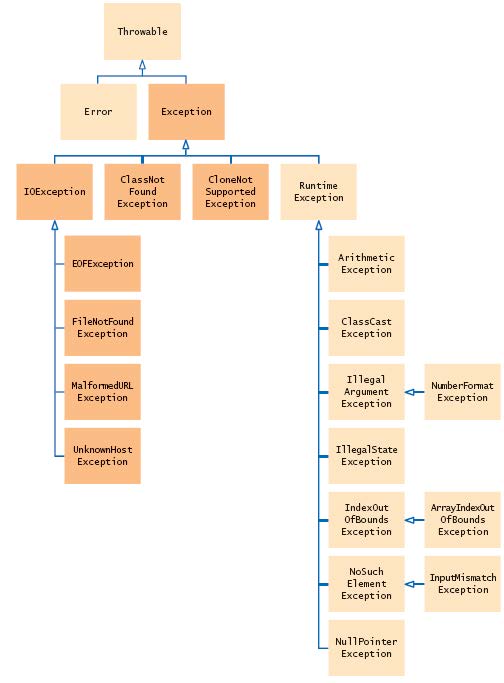 Throwable
Error
Exception
IOException
ClassNot
Found
Exception
CloneNot
Supported
Exception
Runtime
Exception
EOFException
FileNotFound
Exception
MalformedURL
Exception
UnknownHost
Exception
Arithmetic
Exception
ClassCast
Exception
Illegal
Argument
Exception
NumberFormat
Exception
IllegalState
Exception
IndexOut
OfBounds
Exception
ArrayIndexOut
OfBounds
Exception
NoSuch
Element
Exception
InputMismatch
Exception
NullPointer
Exception